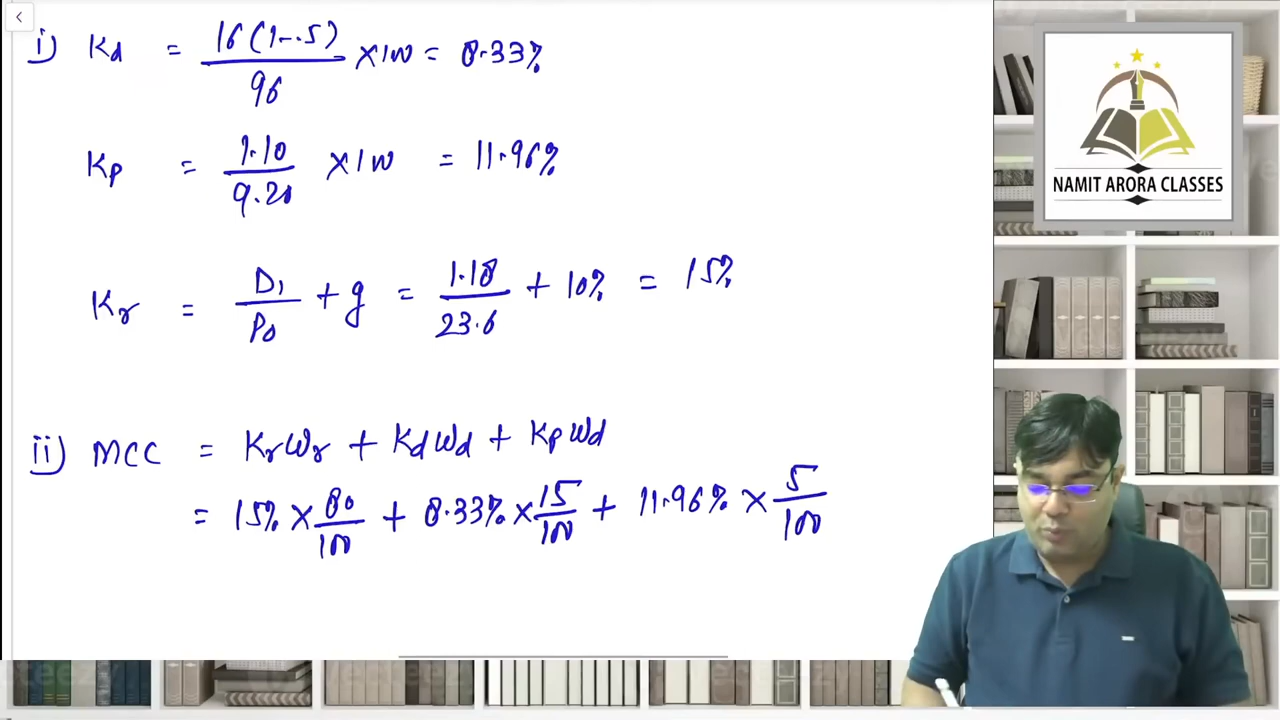 i) Kd = 16(1-.5) / 96 × 100 = 8.33%
Kp = 1.10 / 9.20 × 100 = 11.96%
Kr = D1 / P0 + g = 1.18 / 23.6 + 10% = 15%
ii) MCC = KrWr + KdWd + KpWd
= 15% × 80/100 + 8.33% × 15/100 + 11.96% × 5/100
NAMIT ARORA CLASSES